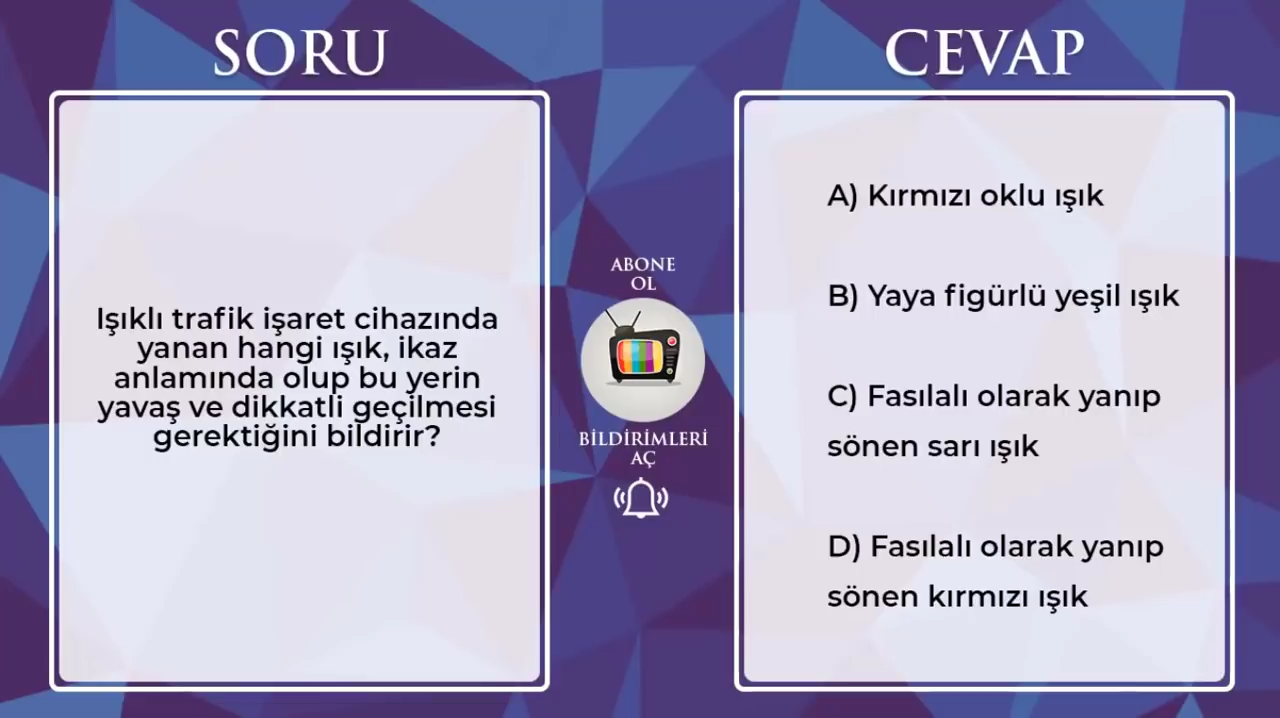 SORU
Işıklı trafik işaret cihazında
yanan hangi ışık, ikaz
anlamında olup bu yerin
yavaş ve dikkatli geçilmesi
gerektiğini bildirir?
ABONE
OL
BİLDİRİMLERİ
AÇ
CEVAP
A) Kırmızı oklu ışık
B) Yaya figürlü yeşil ışık
C) Fasılalı olarak yanıp
sönen sarı ışık
D) Fasılalı olarak yanıp
sönen kırmızı ışık